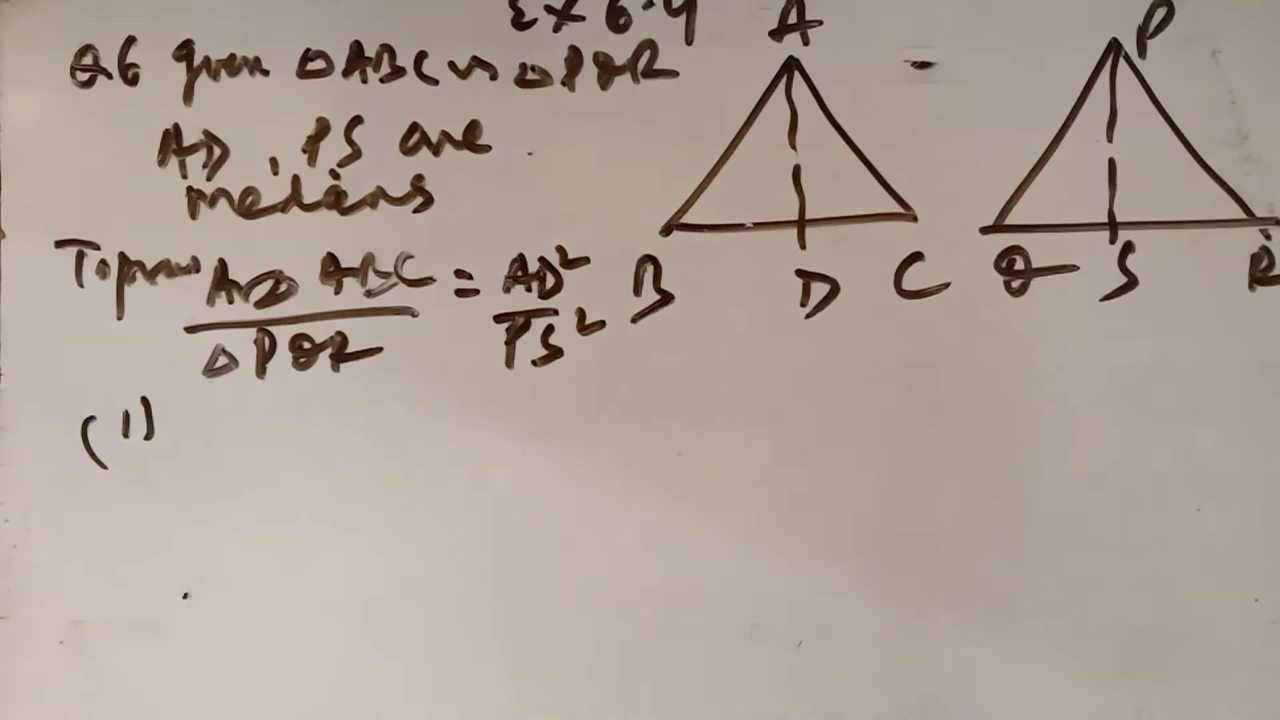 Ex 6.4
Q6 given △ABC ~ △PQR
AD, PS are
medians
To prove Ar △ ABC = AD²
△PQR PS²
(1)
A
B D C
P
Q S R